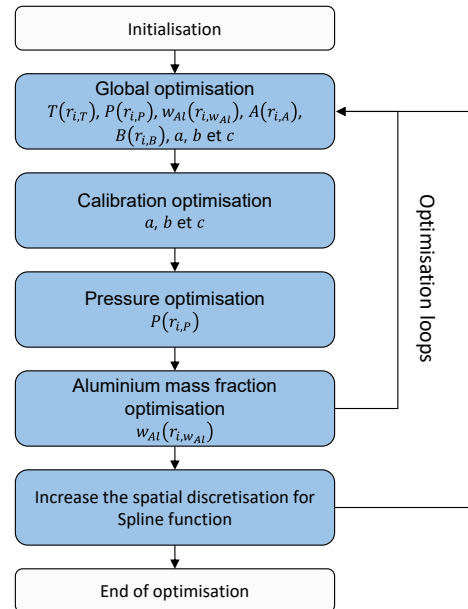 Initialisation
Global optimisation
T(r_{i,T}), P(r_{i,P}), w_{Al}(r_{i,w_{Al}}), A(r_{i,A}),
B(r_{i,B}), a, b et c
Calibration optimisation
a, b et c
Pressure optimisation
P(r_{i,P})
Aluminium mass fraction
optimisation
w_{Al}(r_{i,w_{Al}})
Increase the spatial discretisation for
Spline function
End of optimisation
Optimisation loops